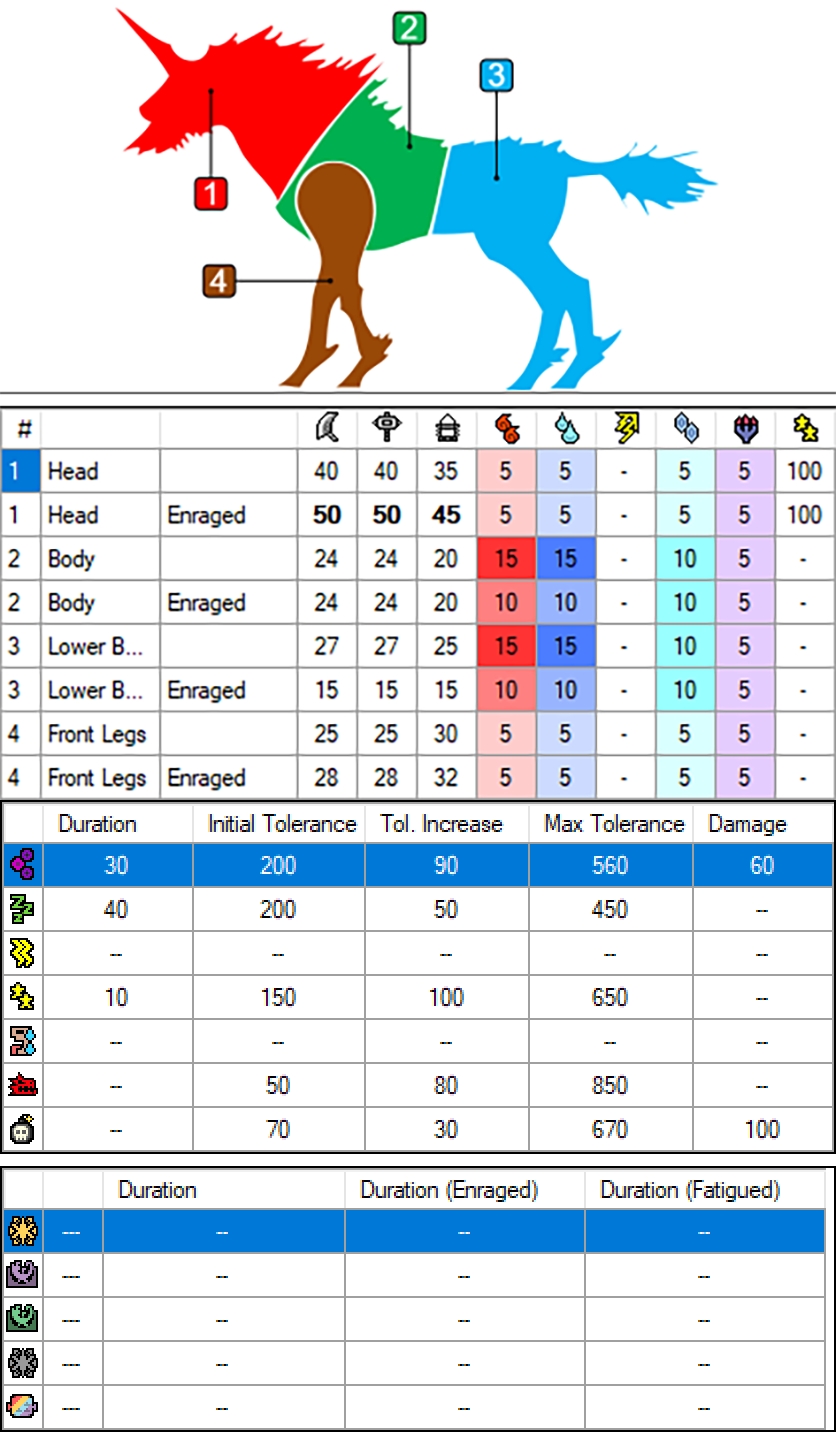 2
3
1
4
#
1 Head 40 40 35 5 5 - 5 5 100
1 Head Enraged 50 50 45 5 5 - 5 5 100
2 Body 24 24 20 15 15 - 10 5 -
2 Body Enraged 24 24 20 10 10 - 10 5 -
3 Lower B... 27 27 25 15 15 - 10 5 -
3 Lower B... Enraged 15 15 15 10 10 - 10 5 -
4 Front Legs 25 25 30 5 5 - 5 5 -
4 Front Legs Enraged 28 28 32 5 5 - 5 5 -
Duration Initial Tolerance Tol. Increase Max Tolerance Damage
30 200 90 560 60
40 200 50 450 --
-- -- -- -- --
10 150 100 650 --
-- -- -- -- --
-- 50 80 850 --
-- 70 30 670 100
Duration Duration (Enraged) Duration (Fatigued)
--- -- -- --
--- -- -- --
--- -- -- --
--- -- -- --
--- -- -- --